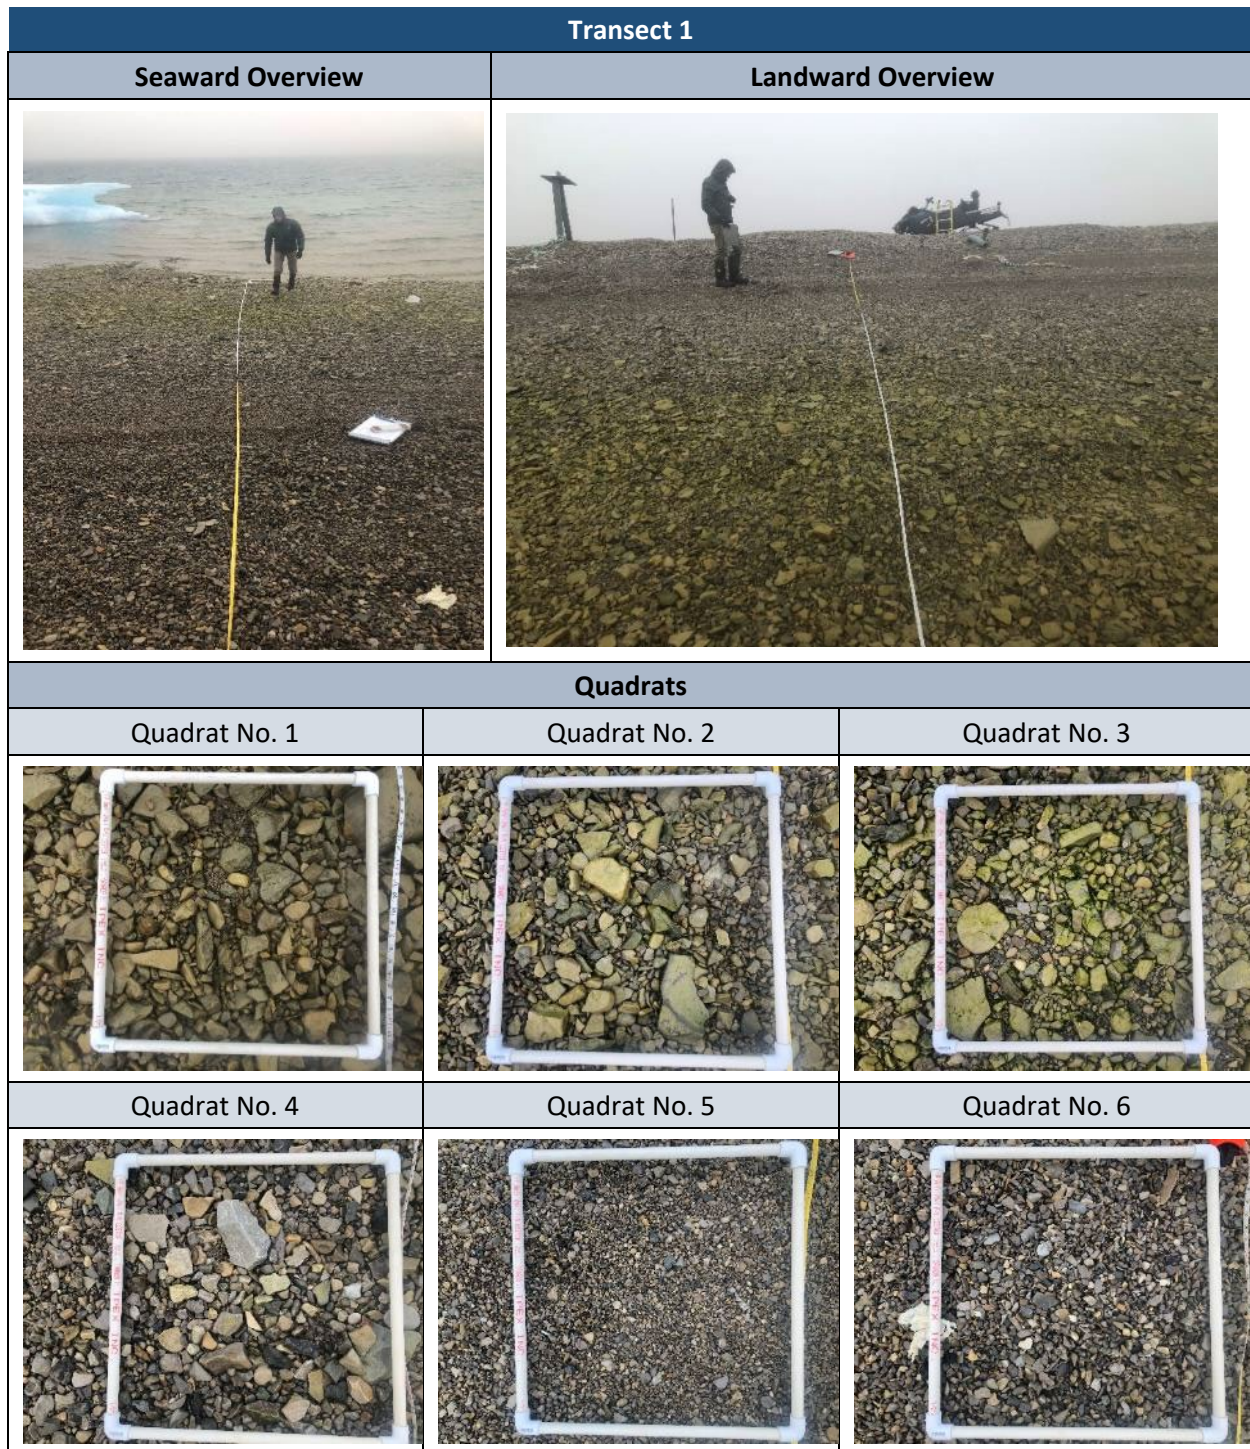 Transect 1
Seaward Overview
Landward Overview
Quadrats
Quadrat No. 1
Quadrat No. 2
Quadrat No. 3
Quadrat No. 4
Quadrat No. 5
Quadrat No. 6